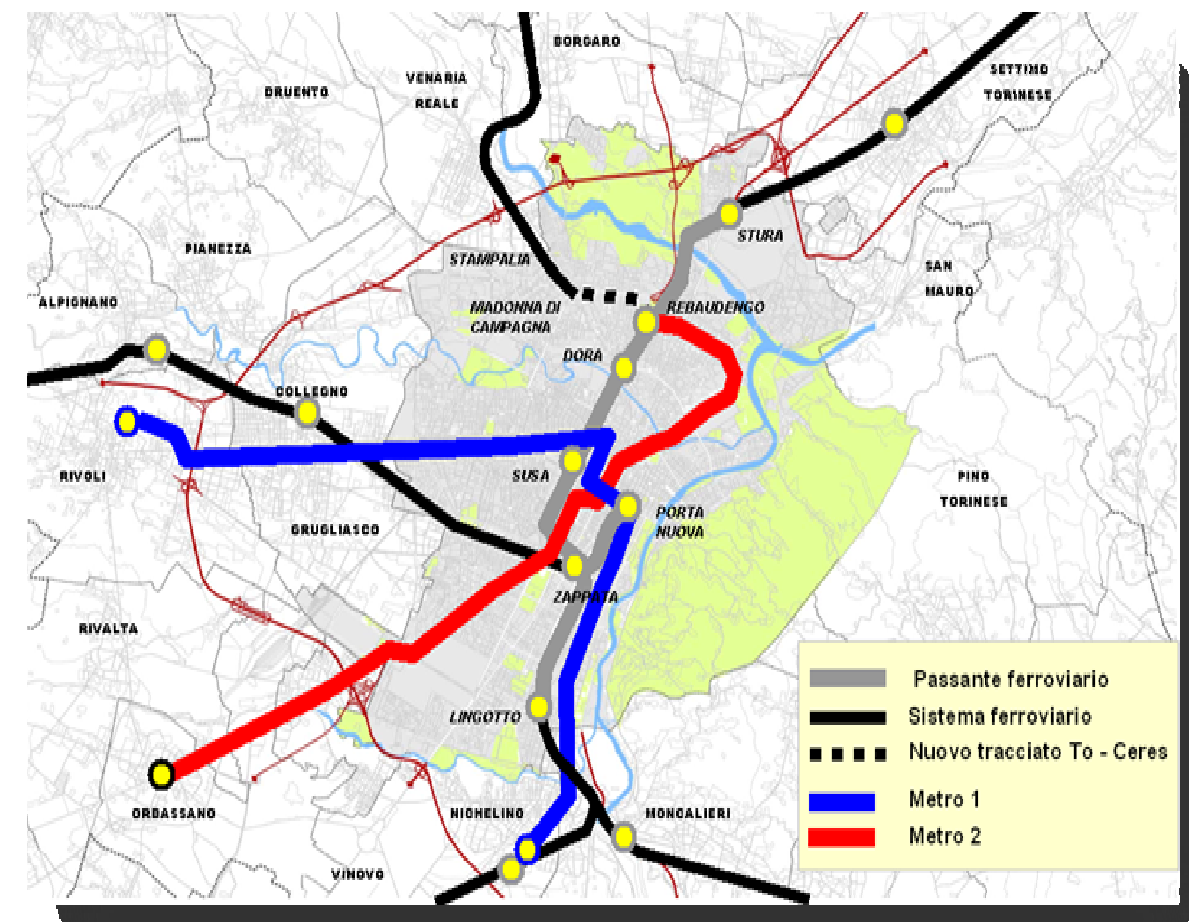 BORGARO
SETTIMO
TORINESE
VENARIA
REALE
DRUENTO
STURA
PIANEZZA
STAMPALIA
SAN
MAURO
ALPIGNANO
MADONNA DI
CAMPAGNA
REBAUDENGO
DORA
COLLEGNO
RIVOLI
SUSA
PINO
TORINESE
PORTA
NUOVA
GRUGLIASCO
ZAPPATA
RIVALTA
LINGOTTO
ORBASSANO
NICHELINO
MONCALIERI
VINOVO
Passante ferroviario
Sistema ferroviario
Nuovo tracciato To - Ceres
Metro 1
Metro 2